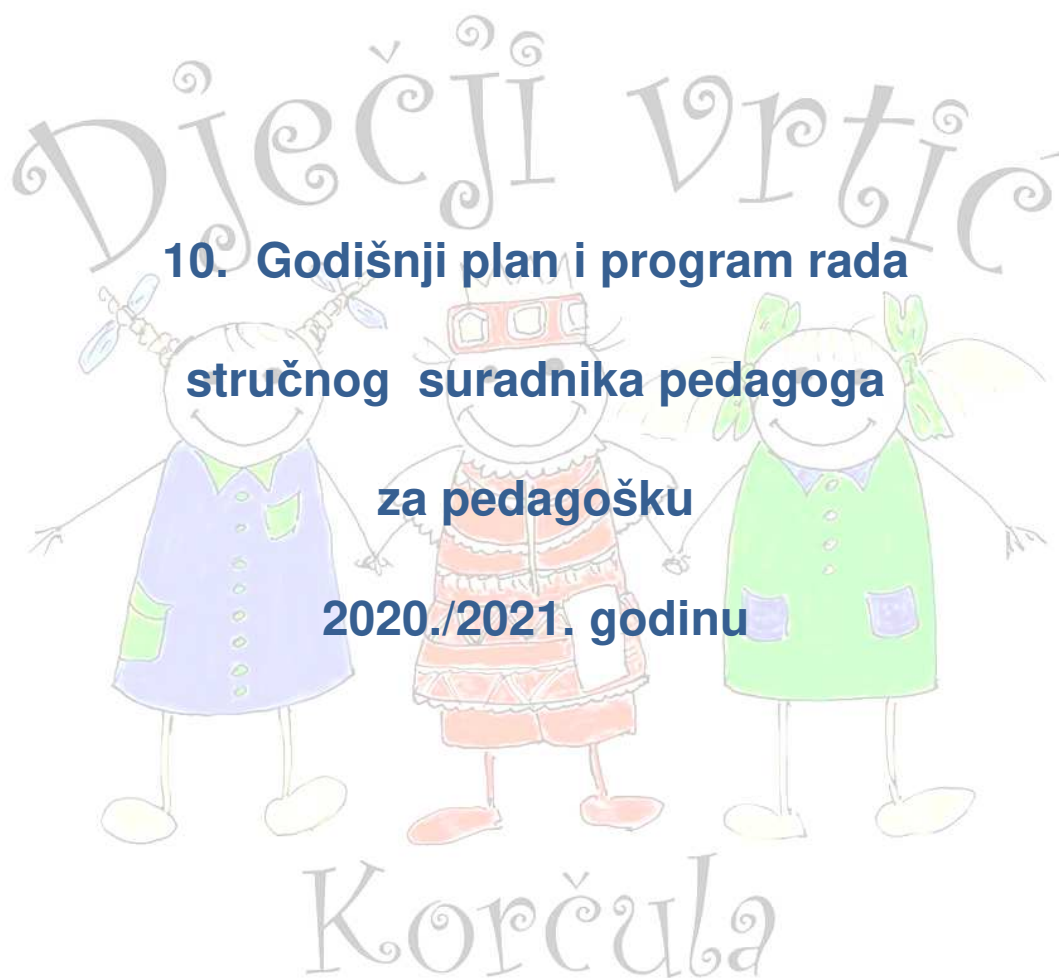 Dječji vrtić
10. Godišnji plan i program rada
stručnog suradnika pedagoga
za pedagošku
2020./2021. godinu
Korčula